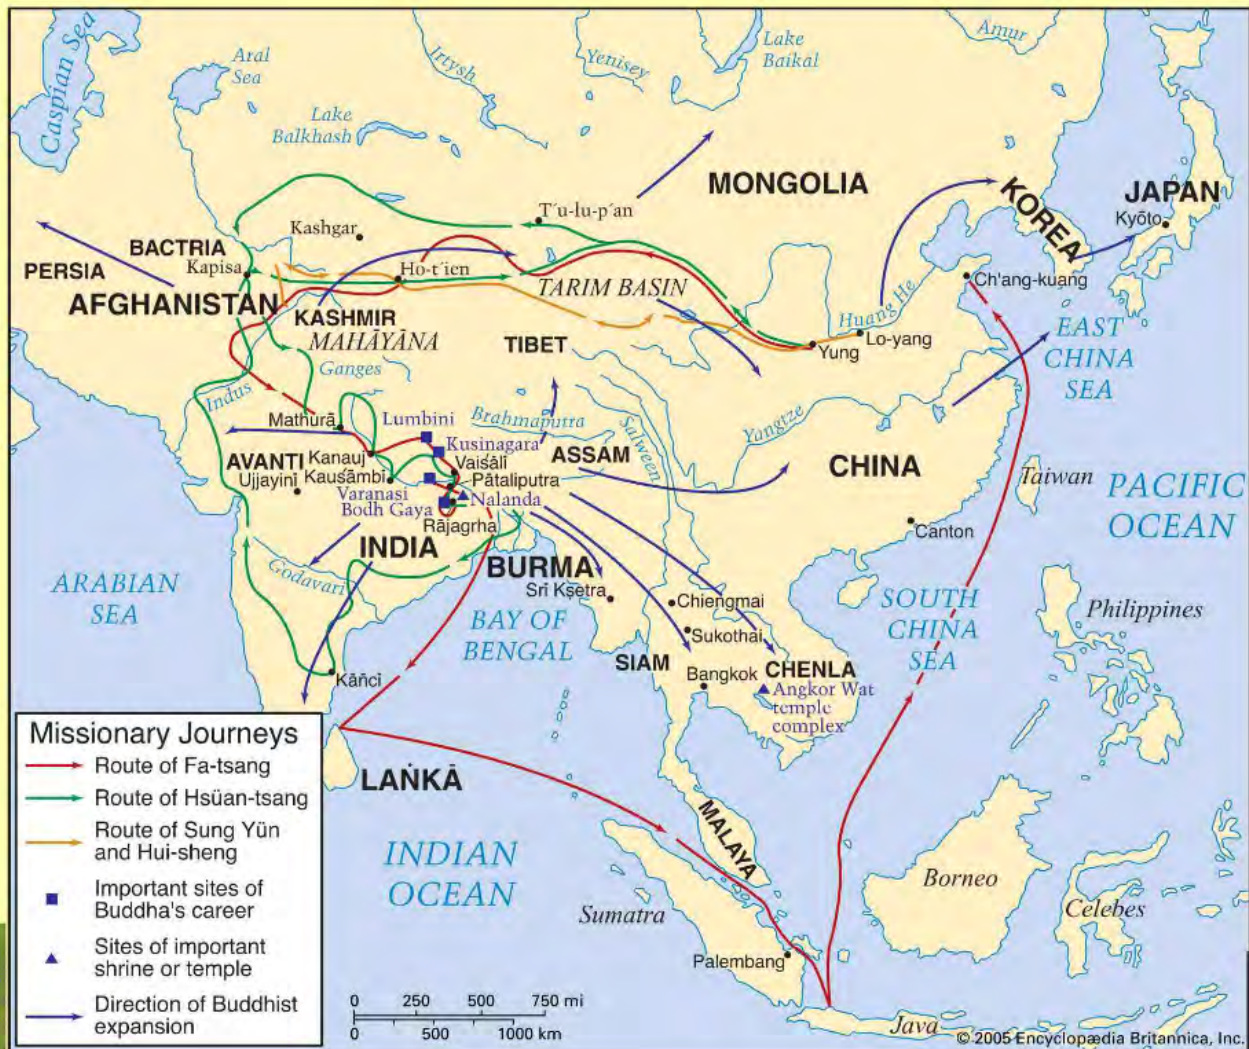 Caspian Sea
Aral
Sea
Irtysh
Yenisey
Lake
Baikal
Amur
Lake
Balkhash
MONGOLIA
KOREA
JAPAN
Kyōto
T´u-lu-p´an
Kashgar
BACTRIA
Kapisa
PERSIA
AFGHANISTAN
Ho-t´ien
TARIM BASIN
Ch'ang-kuang
KASHMIR
MAHĀYĀNA
Huang He
Lo-yang
Yung
EAST
CHINA
SEA
TIBET
Ganges
Indus
Mathurā
Lumbini
Brahmaputra
Salween
Yangtze
Kusinagara
AVANTI
Kanauj
Vaiśālī
ASSAM
CHINA
Ujjayinī
Kauśāmbī
Pātaliputra
Taiwan
PACIFIC
OCEAN
Varanasi
Nalanda
Bodh Gaya
Rājagrha
Canton
INDIA
BURMA
Godavari
Srī Kṣetra
ARABIAN
SEA
Chiengmai
SOUTH
CHINA
SEA
Philippines
BAY OF
BENGAL
Sukothai
SIAM
Bangkok
CHENLA
Kāñcī
Angkor Wat
temple
complex
LAṄKĀ
MALAYA
INDIAN
OCEAN
Sumatra
Borneo
Celebes
Palembang
Java
Missionary Journeys
Route of Fa-tsang
Route of Hsüan-tsang
Route of Sung Yün
and Hui-sheng
Important sites of
Buddha's career
Sites of important
shrine or temple
Direction of Buddhist
expansion
0 250 500 750 mi
0 500 1000 km
© 2005 Encyclopædia Britannica, Inc.